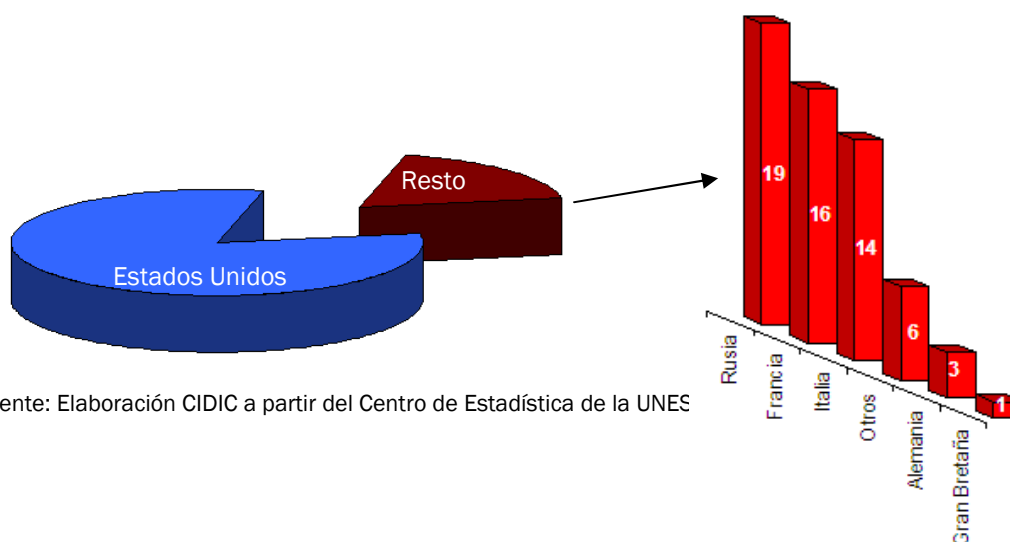 Resto
Estados Unidos
19
16
14
6
3
1
Rusia
Francia
Italia
Otros
Alemania
Gran Bretaña
ente: Elaboración CIDIC a partir del Centro de Estadística de la UNES